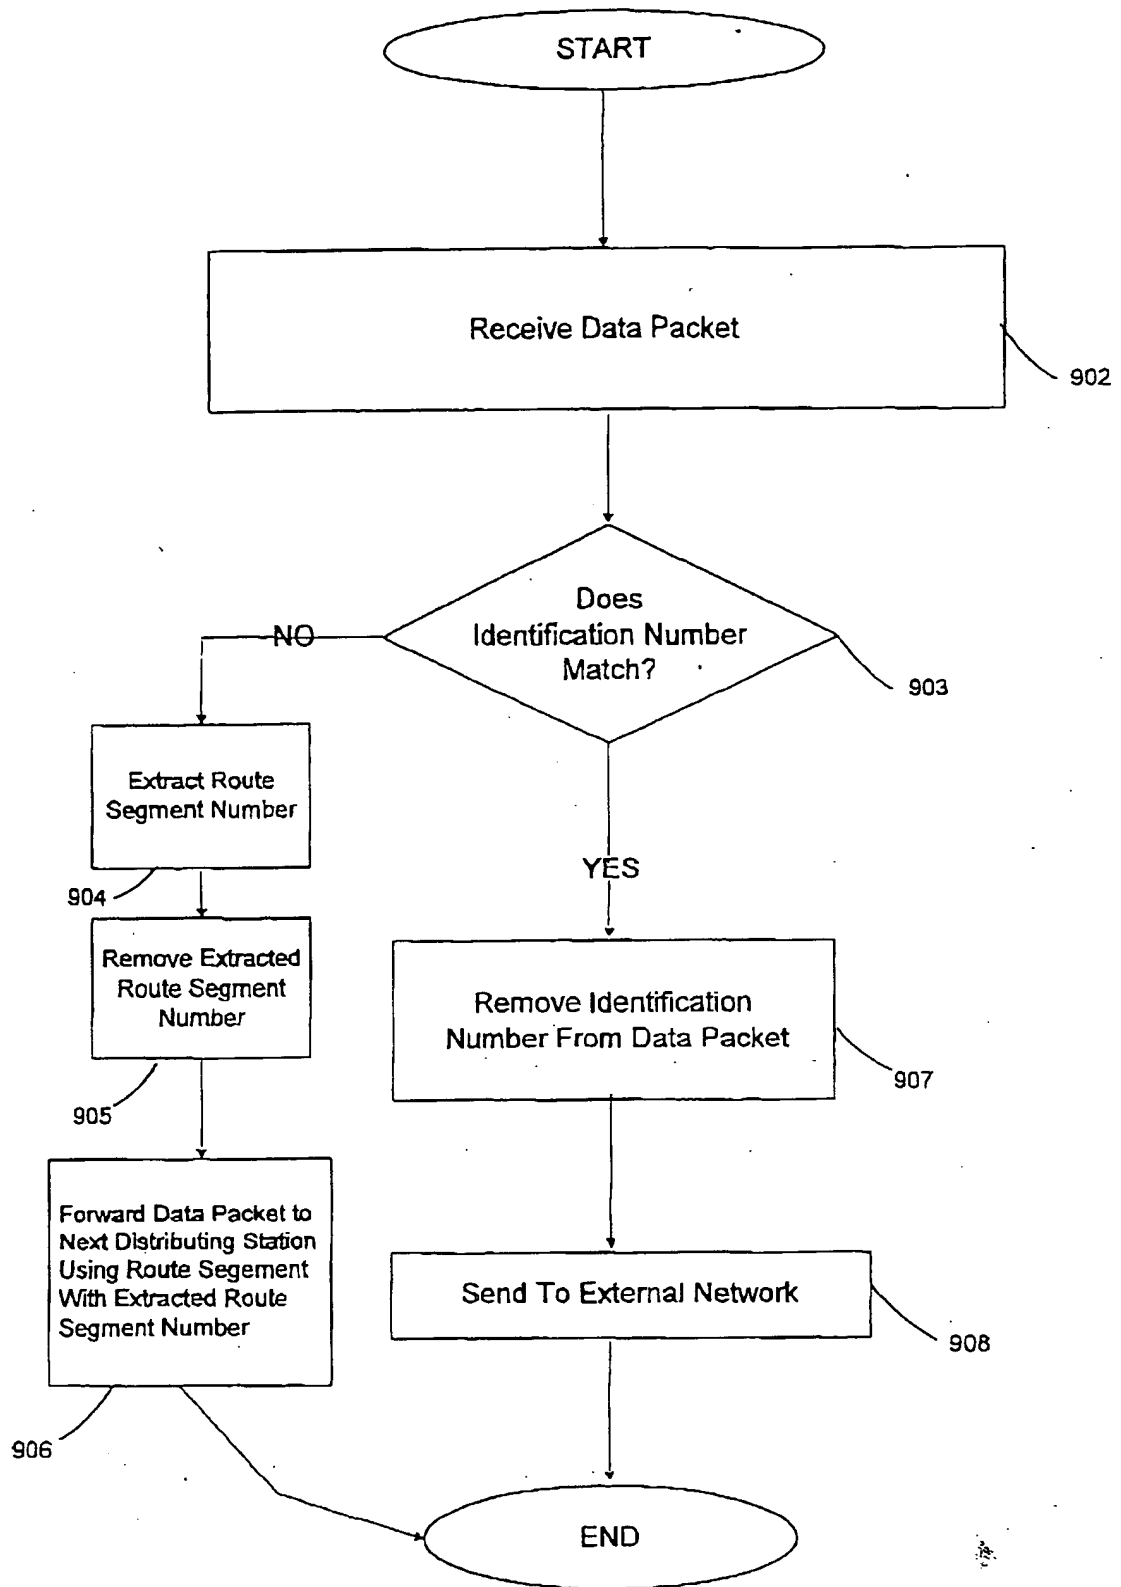 START
Receive Data Packet
902
Does
Identification Number
Match?
903
NO
Extract Route
Segment Number
904
Remove Extracted
Route Segment
Number
905
Forward Data Packet to
Next Distributing Station
Using Route Segement
With Extracted Route
Segment Number
906
YES
Remove Identification
Number From Data Packet
907
Send To External Network
908
END